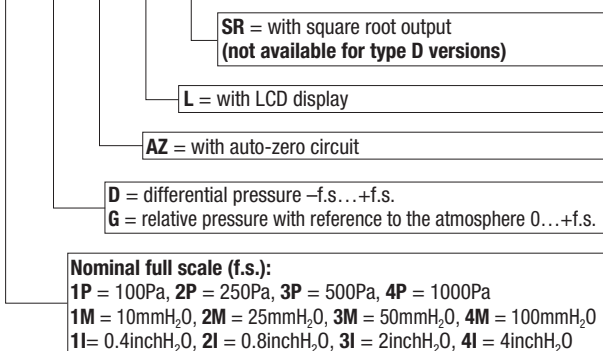 SR = with square root output
(not available for type D versions)
L = with LCD display
AZ = with auto-zero circuit
D = differential pressure –f.s…+f.s.
G = relative pressure with reference to the atmosphere 0…+f.s.
Nominal full scale (f.s.):
1P = 100Pa, 2P = 250Pa, 3P = 500Pa, 4P = 1000Pa
1M = 10mmH₂O, 2M = 25mmH₂O, 3M = 50mmH₂O, 4M = 100mmH₂O
1I= 0.4inchH₂O, 2I = 0.8inchH₂O, 3I = 2inchH₂O, 4I = 4inchH₂O